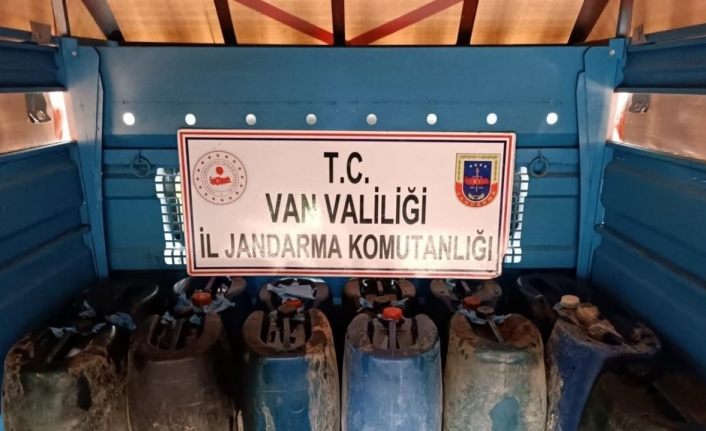 T.C.
VAN VALİLİĞİ
İL JANDARMA KOMUTANLIĞI